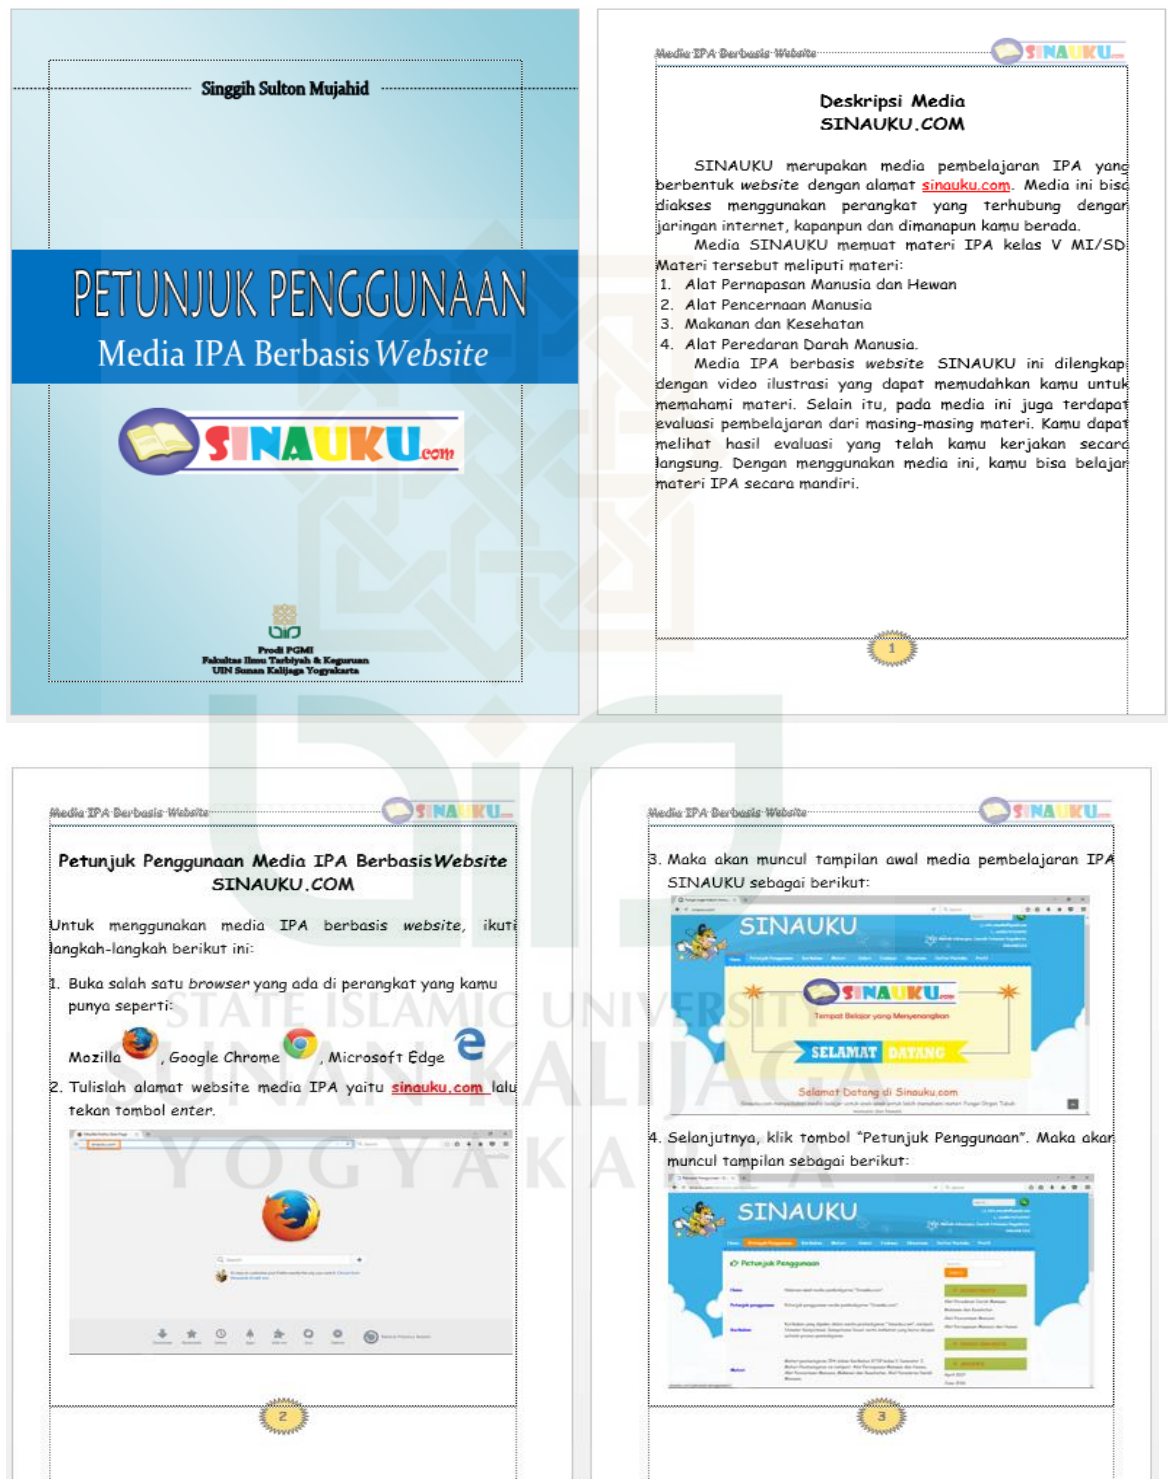 Singgih Sulton Mujahid
PETUNJUK PENGGUNAAN
Media IPA Berbasis Website
SINAUKU.com
Prodi PGMI
Fakultas Ilmu Tarbiyah & Keguruan
UIN Sunan Kalijaga Yogyakarta
Media IPA Berbasis Website
SINAUKU
Deskripsi Media
SINAUKU.COM
SINAUKU merupakan media pembelajaran IPA yang
berbentuk website dengan alamat sinauku.com. Media ini bisa
diakses menggunakan perangkat yang terhubung dengan
jaringan internet, kapanpun dan dimanapun kamu berada.
Media SINAUKU memuat materi IPA kelas V MI/SD
Materi tersebut meliputi materi:
1. Alat Pernapasan Manusia dan Hewan
2. Alat Pencernaan Manusia
3. Makanan dan Kesehatan
4. Alat Peredaran Darah Manusia.
Media IPA berbasis website SINAUKU ini dilengkapi
dengan video ilustrasi yang dapat memudahkan kamu untuk
memahami materi. Selain itu, pada media ini juga terdapat
evaluasi pembelajaran dari masing-masing materi. Kamu dapat
melihat hasil evaluasi yang telah kamu kerjakan secara
langsung. Dengan menggunakan media ini, kamu bisa belajar
materi IPA secara mandiri.
1
Media IPA Berbasis Website
SINAUKU
Petunjuk Penggunaan Media IPA Berbasis Website
SINAUKU.COM
Untuk menggunakan media IPA berbasis website, ikuti
langkah-langkah berikut ini:
1. Buka salah satu browser yang ada di perangkat yang kamu
punya seperti:
Mozilla , Google Chrome , Microsoft Edge
2. Tulislah alamat website media IPA yaitu sinauku.com lalu
tekan tombol enter.
2
Media IPA Berbasis Website
SINAUKU
3. Maka akan muncul tampilan awal media pembelajaran IPA
SINAUKU sebagai berikut:
SINAUKU
SINAUKU.com
Tempat Belajar yang Menyenangkan
SELAMAT DATANG
Selamat Datang di Sinauku.com
4. Selanjutnya, klik tombol "Petunjuk Penggunaan". Maka akan
muncul tampilan sebagai berikut:
SINAUKU
Petunjuk Penggunaan
3
STATE ISLAMIC UNIVERSITY
SUNAN KALIJAGA
YOGYAKARTA